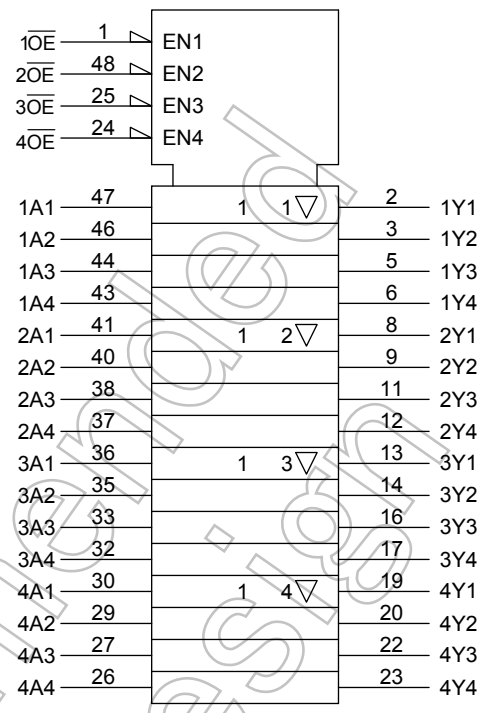 1O̅E̅ 1 EN1
2O̅E̅ 48 EN2
3O̅E̅ 25 EN3
4O̅E̅ 24 EN4
1A1 47 1 1▽ 2 1Y1
1A2 46 3 1Y2
1A3 44 5 1Y3
1A4 43 6 1Y4
2A1 41 1 2▽ 8 2Y1
2A2 40 9 2Y2
2A3 38 11 2Y3
2A4 37 12 2Y4
3A1 36 1 3▽ 13 3Y1
3A2 35 14 3Y2
3A3 33 16 3Y3
3A4 32 17 3Y4
4A1 30 1 4▽ 19 4Y1
4A2 29 20 4Y2
4A3 27 22 4Y3
4A4 26 23 4Y4